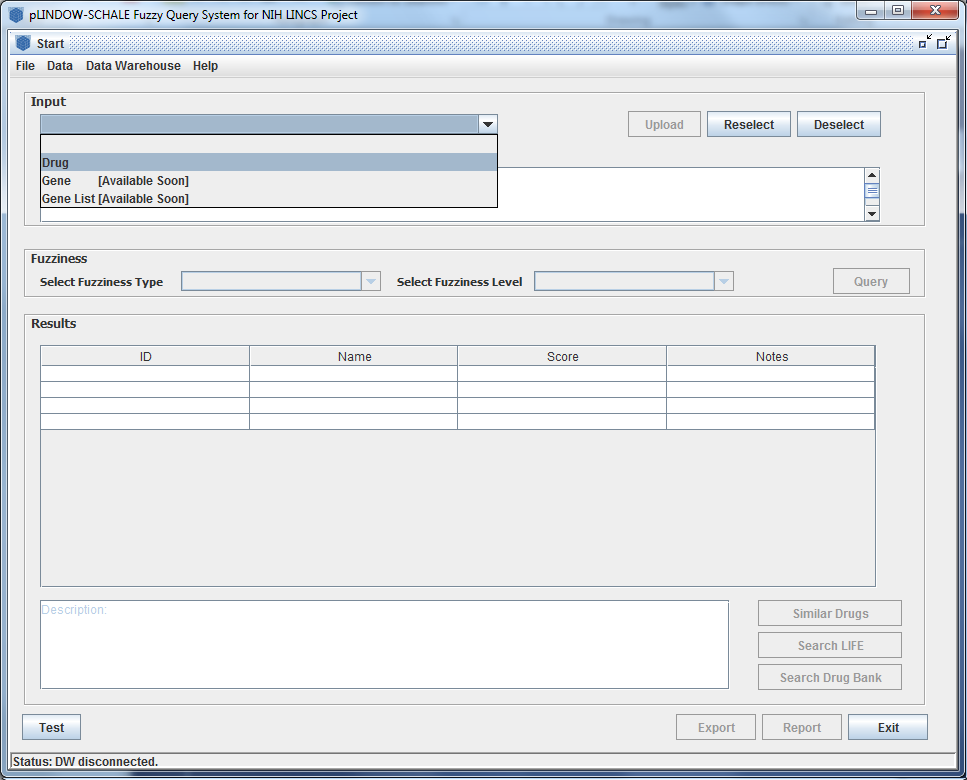 pLINDOW-SCHALE Fuzzy Query System for NIH LINCS Project
Start
File Data Data Warehouse Help
Input
Upload Reselect Deselect
Drug
Gene [Available Soon]
Gene List [Available Soon]
Fuzziness
Select Fuzziness Type Select Fuzziness Level Query
Results
ID Name Score Notes
Description:
Similar Drugs
Search LIFE
Search Drug Bank
Test Export Report Exit
Status: DW disconnected.